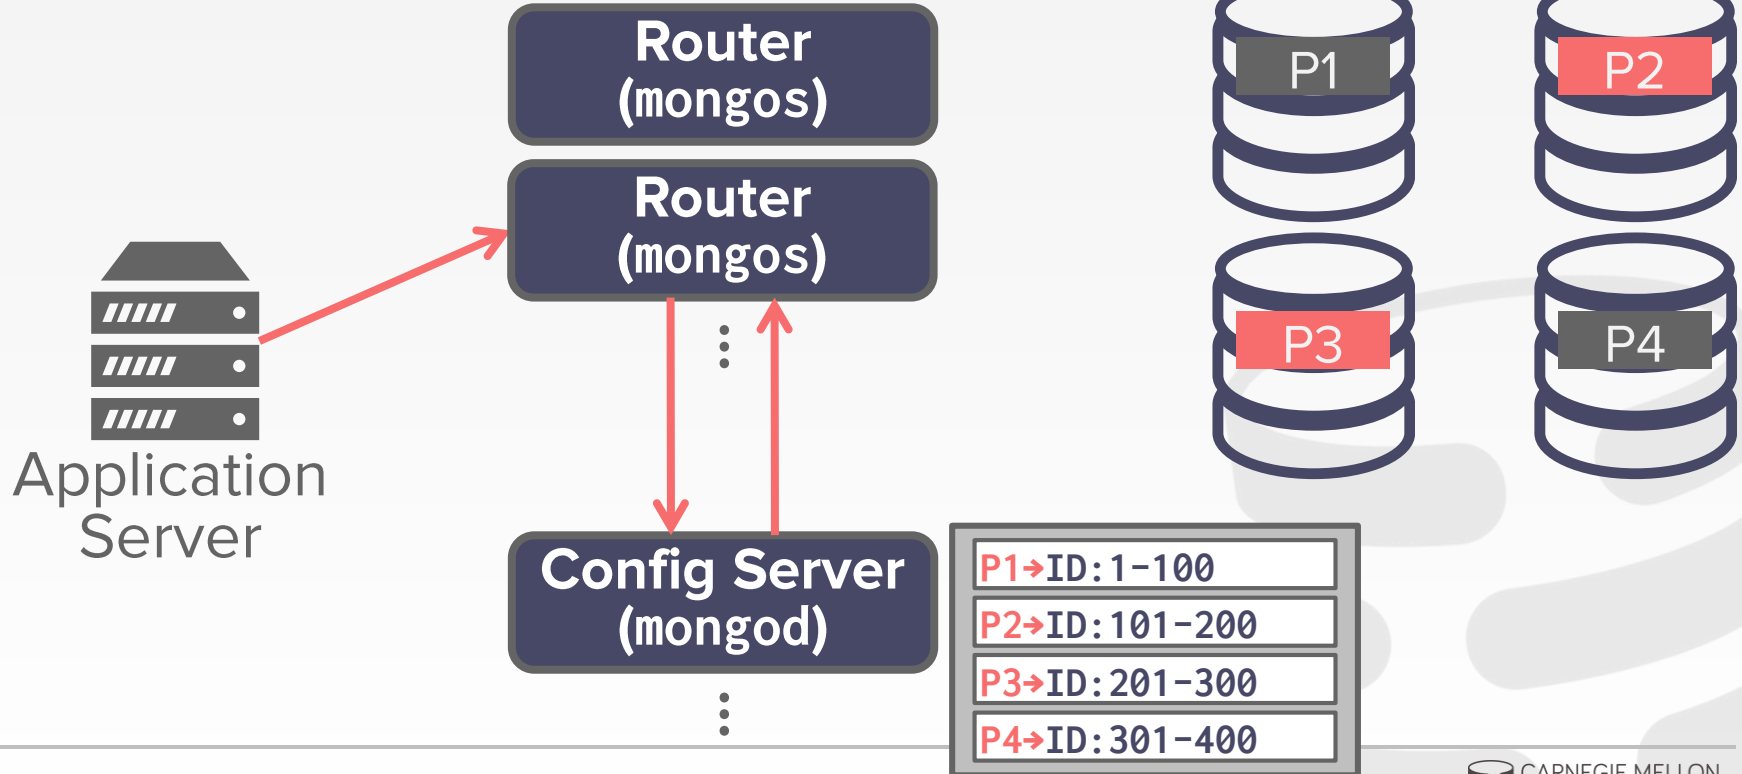 Router
(mongos)
P1
P2
Router
(mongos)
P3
P4
Application
Server
Config Server
(mongod)
P1→ID:1-100
P2→ID:101-200
P3→ID:201-300
P4→ID:301-400
CARNEGIE MELLON